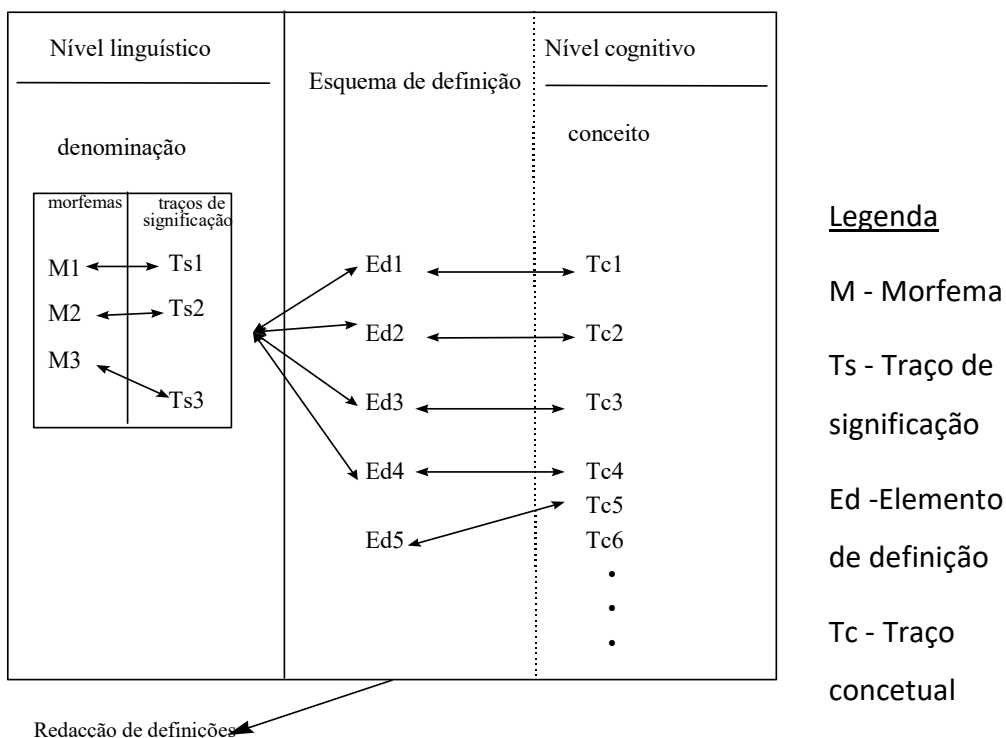 Nível linguístico
Esquema de definição
Nível cognitivo
denominação
conceito
morfemas
traços de
significação
M1
Ts1
M2
Ts2
M3
Ts3
Ed1
Tc1
Ed2
Tc2
Ed3
Tc3
Ed4
Tc4
Tc5
Ed5
Tc6
Redacção de definições
Legenda
M - Morfema
Ts - Traço de
significação
Ed -Elemento
de definição
Tc - Traço
concetual